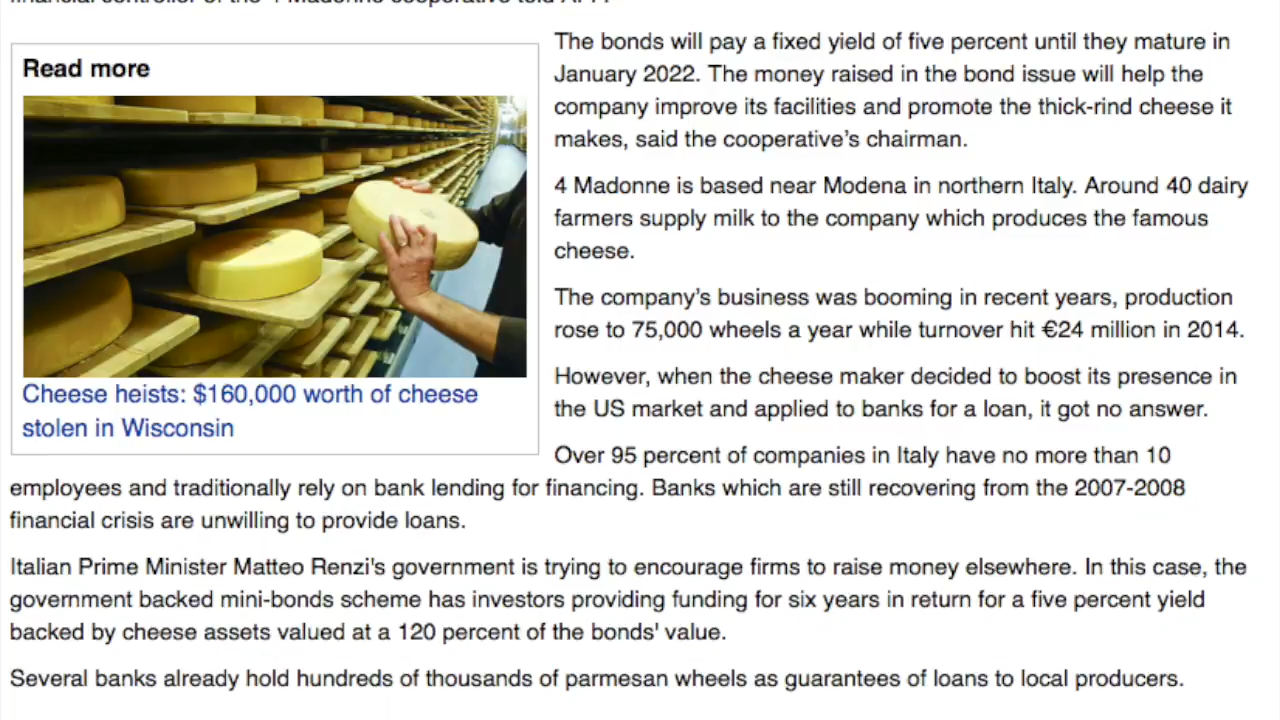 Read more
Cheese heists: $160,000 worth of cheese
stolen in Wisconsin
The bonds will pay a fixed yield of five percent until they mature in
January 2022. The money raised in the bond issue will help the
company improve its facilities and promote the thick-rind cheese it
makes, said the cooperative’s chairman.
4 Madonne is based near Modena in northern Italy. Around 40 dairy
farmers supply milk to the company which produces the famous
cheese.
The company’s business was booming in recent years, production
rose to 75,000 wheels a year while turnover hit €24 million in 2014.
However, when the cheese maker decided to boost its presence in
the US market and applied to banks for a loan, it got no answer.
Over 95 percent of companies in Italy have no more than 10
employees and traditionally rely on bank lending for financing. Banks which are still recovering from the 2007-2008
financial crisis are unwilling to provide loans.
Italian Prime Minister Matteo Renzi's government is trying to encourage firms to raise money elsewhere. In this case, the
government backed mini-bonds scheme has investors providing funding for six years in return for a five percent yield
backed by cheese assets valued at a 120 percent of the bonds' value.
Several banks already hold hundreds of thousands of parmesan wheels as guarantees of loans to local producers.